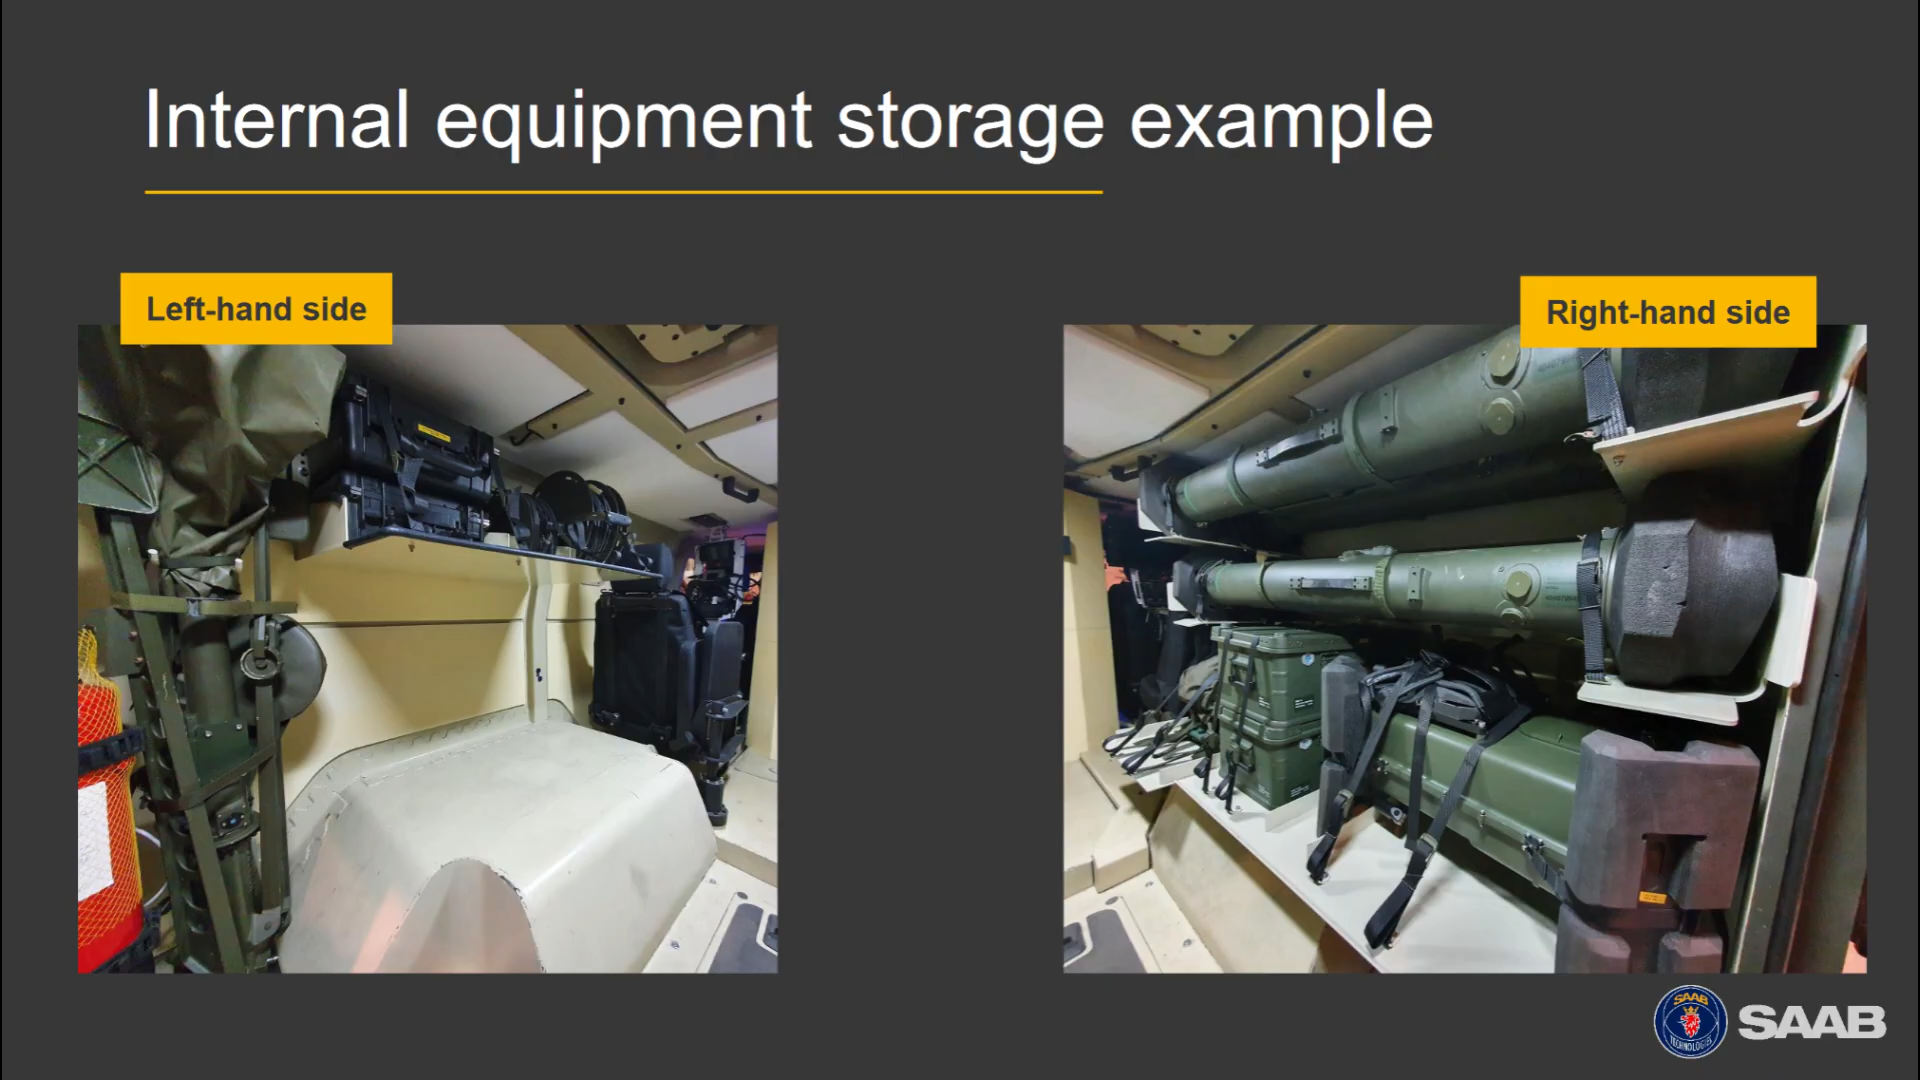 Internal equipment storage example
Left-hand side
Right-hand side
SAAB
TECHNOLOGIES
SAAB